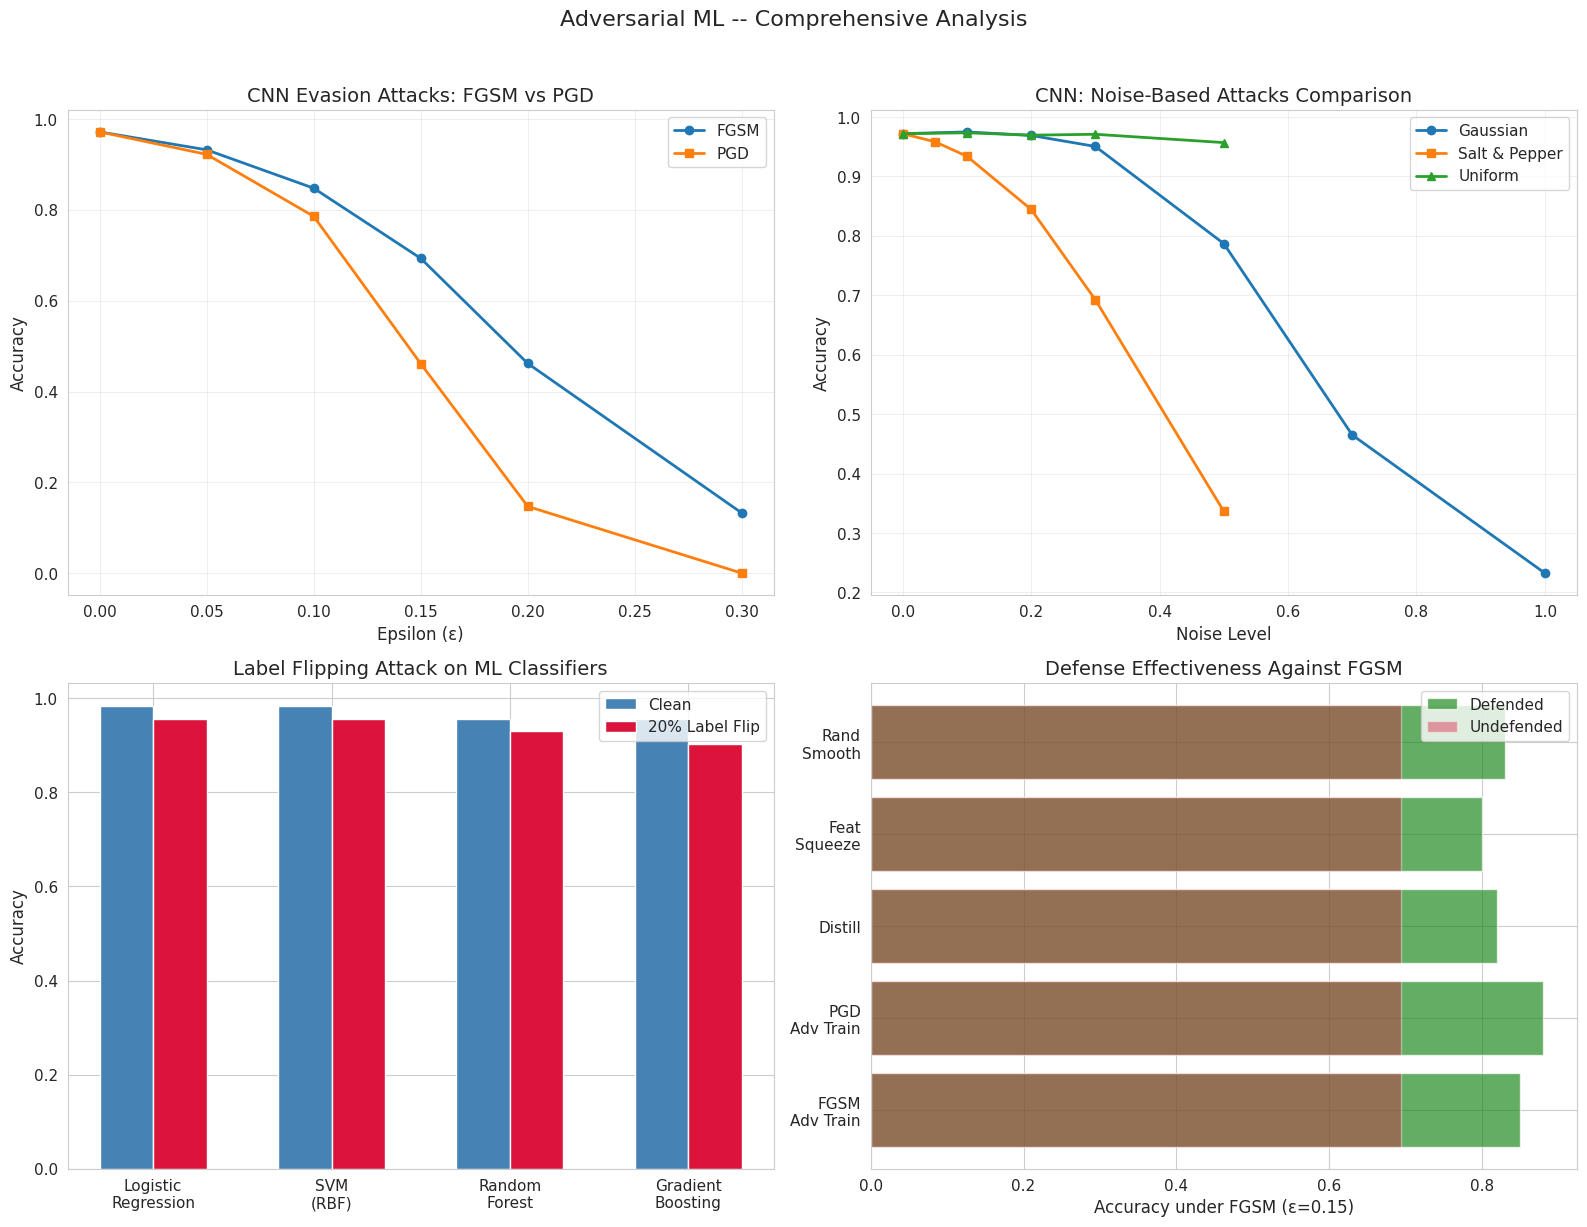 Adversarial ML -- Comprehensive Analysis
CNN Evasion Attacks: FGSM vs PGD
FGSM
PGD
Accuracy
1.0
0.8
0.6
0.4
0.2
0.0
0.00 0.05 0.10 0.15 0.20 0.25 0.30
Epsilon (ε)
CNN: Noise-Based Attacks Comparison
Gaussian
Salt & Pepper
Uniform
Accuracy
1.0
0.9
0.8
0.7
0.6
0.5
0.4
0.3
0.2
0.0 0.2 0.4 0.6 0.8 1.0
Noise Level
Label Flipping Attack on ML Classifiers
Clean
20% Label Flip
Accuracy
1.0
0.8
0.6
0.4
0.2
0.0
Logistic
Regression
SVM
(RBF)
Random
Forest
Gradient
Boosting
Defense Effectiveness Against FGSM
Defended
Undefended
Rand
Smooth
Feat
Squeeze
Distill
PGD
Adv Train
FGSM
Adv Train
0.0 0.2 0.4 0.6 0.8
Accuracy under FGSM (ε=0.15)